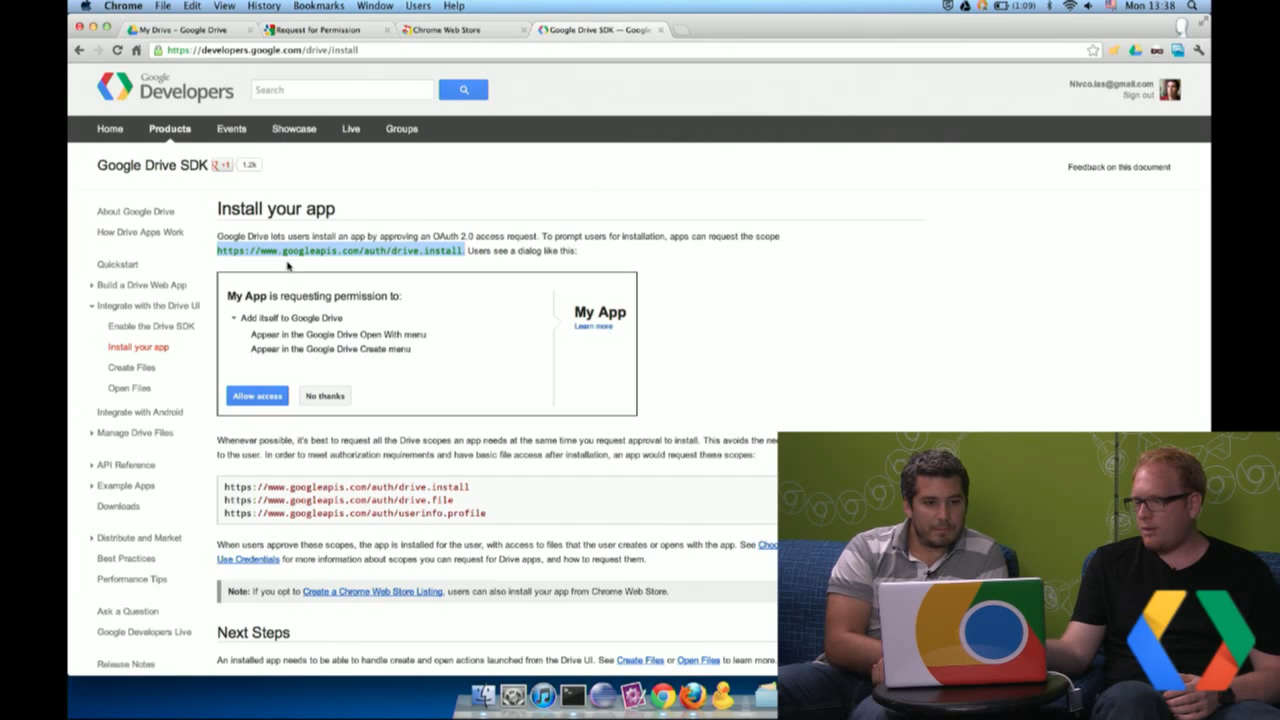 Chrome File Edit View History Bookmarks Window Users Help (1:09) Mon 13:38
My Drive - Google Drive Request for Permission Chrome Web Store Google Drive SDK — Google
https://developers.google.com/drive/install
Google Developers
Search
Nivco.las@gmail.com
Sign out
Home Products Events Showcase Live Groups
Google Drive SDK +1 1.2k
Feedback on this document
About Google Drive
How Drive Apps Work
Quickstart
Build a Drive Web App
Integrate with the Drive UI
Enable the Drive SDK
Install your app
Create Files
Open Files
Integrate with Android
Manage Drive Files
API Reference
Example Apps
Downloads
Distribute and Market
Best Practices
Performance Tips
Ask a Question
Google Developers Live
Release Notes
Install your app
Google Drive lets users install an app by approving an OAuth 2.0 access request. To prompt users for installation, apps can request the scope
https://www.googleapis.com/auth/drive.install. Users see a dialog like this:
My App is requesting permission to:
Add itself to Google Drive
Appear in the Google Drive Open With menu
Appear in the Google Drive Create menu
Allow access No thanks
My App
Learn more
Whenever possible, it's best to request all the Drive scopes an app needs at the same time you request approval to install. This avoids the
to the user. In order to meet authorization requirements and have basic file access after installation, an app would request these scopes:
https://www.googleapis.com/auth/drive.install
https://www.googleapis.com/auth/drive.file
https://www.googleapis.com/auth/userinfo.profile
When users approve these scopes, the app is installed for the user, with access to files that the user creates or opens with the app. See
Use Credentials for more information about scopes you can request for Drive apps, and how to request them.
Note: If you opt to Create a Chrome Web Store Listing, users can also install your app from Chrome Web Store.
Next Steps
An installed app needs to be able to handle create and open actions launched from the Drive UI. See Create Files or Open Files to learn more.